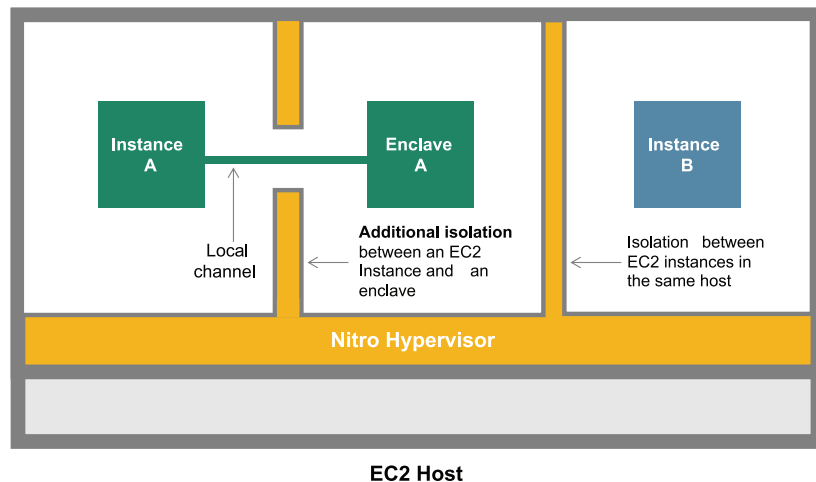 Instance
A
Enclave
A
Instance
B
Local
channel
Additional isolation
between an EC2
Instance and an
enclave
Isolation between
EC2 instances in
the same host
Nitro Hypervisor
EC2 Host